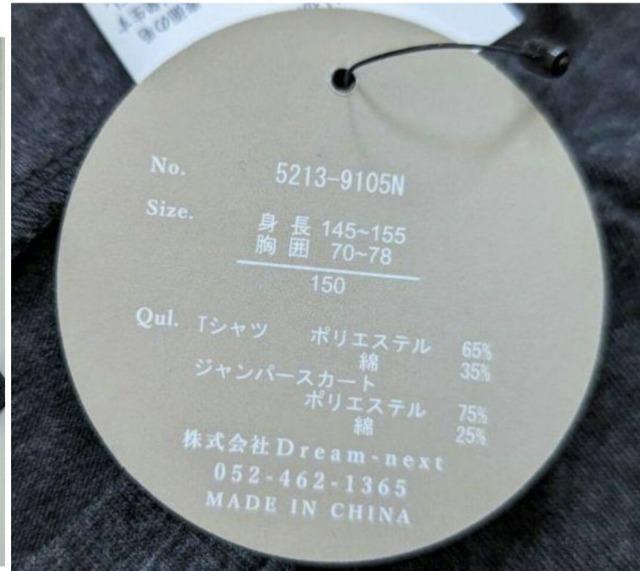 No. 5213-9105N
Size. 身長 145~155
胸囲 70~78
150
Qul. Tシャツ ポリエステル 65%
綿 35%
ジャンパースカート
ポリエステル 75%
綿 25%
株式会社Dream-next
052-462-1365
MADE IN CHINA